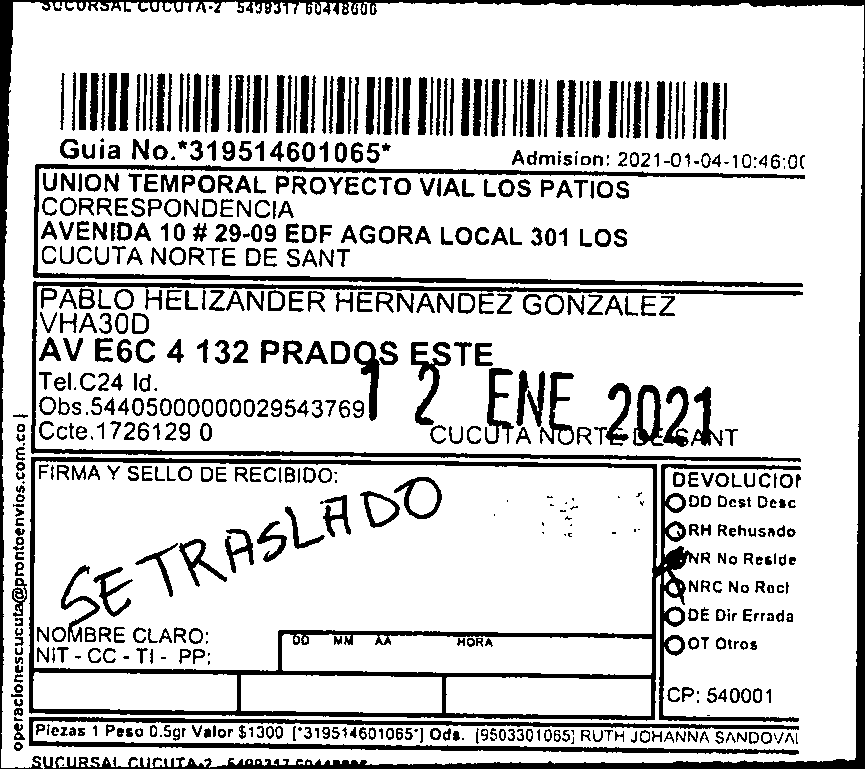 SUCURSAL CUCUTA-2 5499317 60448606
Guia No.*319514601065*
Admision: 2021-01-04-10:46:00
UNION TEMPORAL PROYECTO VIAL LOS PATIOS
CORRESPONDENCIA
AVENIDA 10 # 29-09 EDF AGORA LOCAL 301 LOS
CUCUTA NORTE DE SANT
PABLO HELIZANDER HERNANDEZ GONZALEZ
VHA30D
AV E6C 4 132 PRADOS ESTE
Tel.C24 Id.
Obs.54405000000029543769
12 ENE 2021
Ccte.1726129 0
CUCUTA NORTE DE SANT
operacionescucuta@prontoenvios.com.co |
FIRMA Y SELLO DE RECIBIDO:
SE TRASLADO
NOMBRE CLARO:
NIT - CC - TI - PP:
DD MM AA HORA
DEVOLUCION
DD Dest Desc
RH Rehusado
NR No Reside
NRC No Recl
DE Dir Errada
OT Otros
CP: 540001
Piezas 1 Peso 0.5gr Valor $1300 [*319514601065*] Ods. [9503301065] RUTH JOHANNA SANDOVAL
SUCURSAL CUCUTA-2